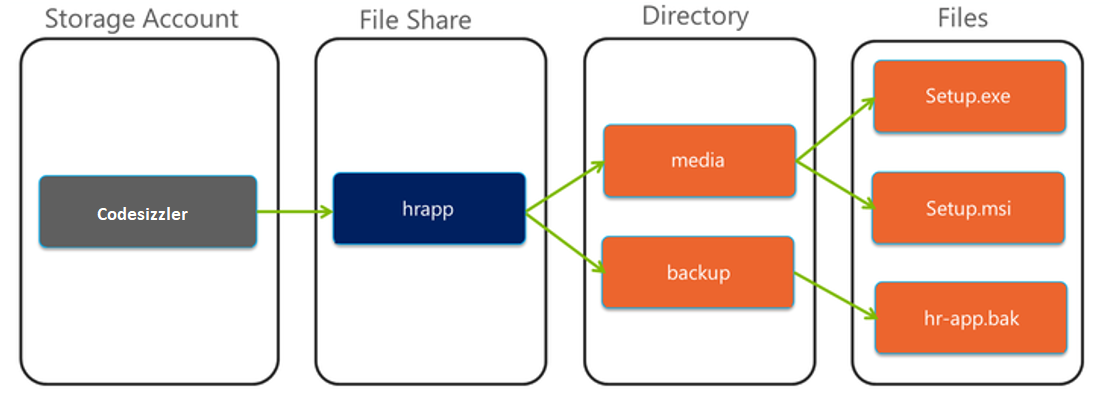 Storage Account
File Share
Directory
Files
Codesizzler
hrapp
media
backup
Setup.exe
Setup.msi
hr-app.bak